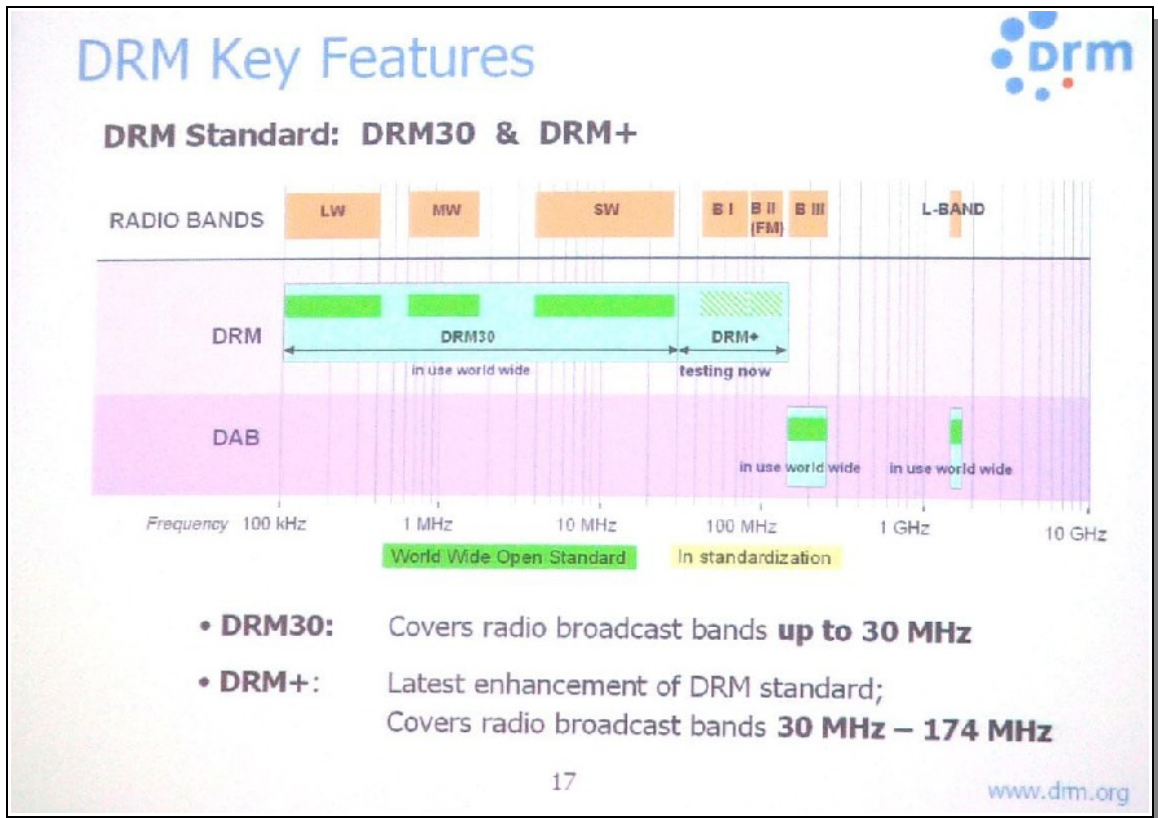 DRM Key Features
Drm
DRM Standard: DRM30 & DRM+
RADIO BANDS
LW
MW
SW
B I
B II
(FM)
B III
L-BAND
DRM
DRM30
DRM+
in use world wide
testing now
DAB
in use world wide
in use world wide
Frequency 100 kHz 1 MHz 10 MHz 100 MHz 1 GHz 10 GHz
World Wide Open Standard
In standardization
• DRM30: Covers radio broadcast bands up to 30 MHz
• DRM+: Latest enhancement of DRM standard;
Covers radio broadcast bands 30 MHz – 174 MHz
17
www.drm.org